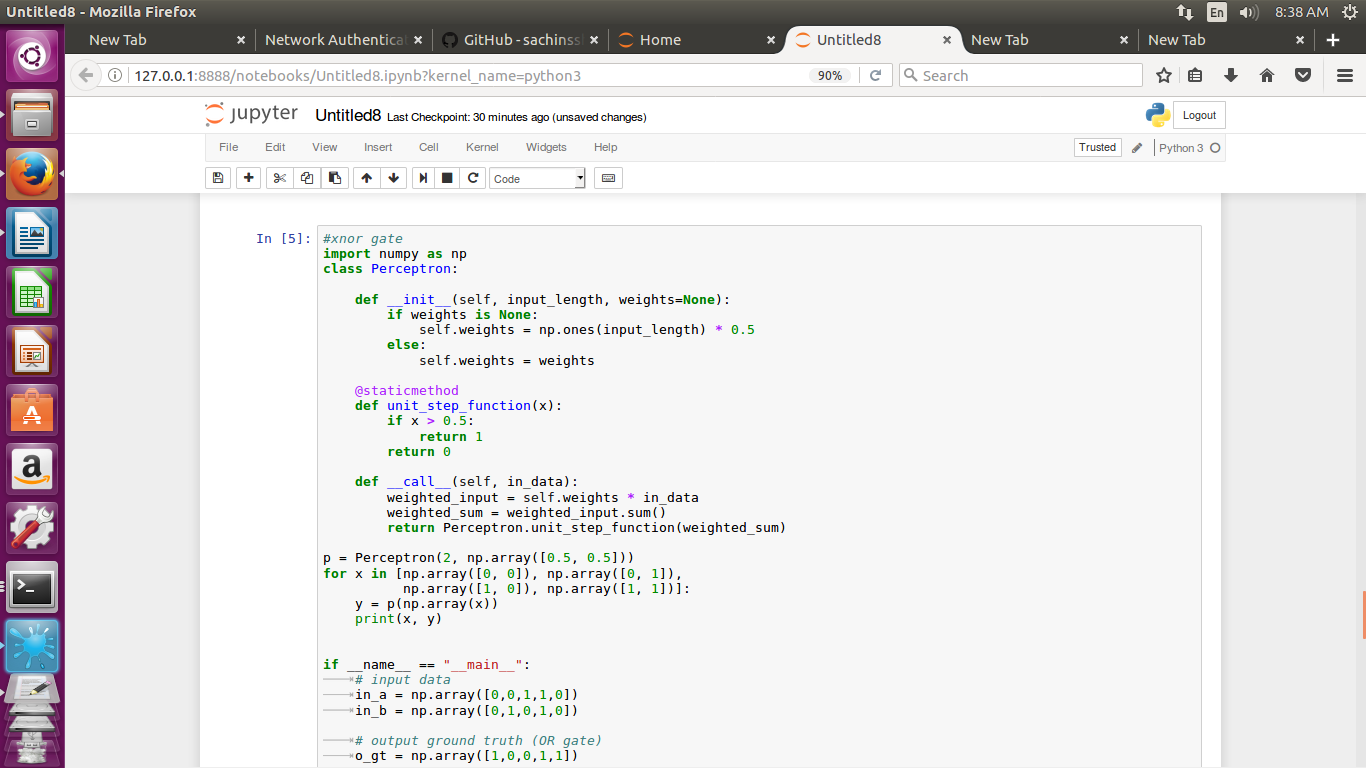 Untitled8 - Mozilla Firefox
En
8:38 AM
New Tab
Network Authentica
GitHub - sachinss
Home
Untitled8
New Tab
New Tab
127.0.0.1:8888/notebooks/Untitled8.ipynb?kernel_name=python3
90%
Search
jupyter
Untitled8 Last Checkpoint: 30 minutes ago (unsaved changes)
Logout
File Edit View Insert Cell Kernel Widgets Help
Trusted
Python 3
Code
In [5]:
#xnor gate
import numpy as np
class Perceptron:
def __init__(self, input_length, weights=None):
if weights is None:
self.weights = np.ones(input_length) * 0.5
else:
self.weights = weights
@staticmethod
def unit_step_function(x):
if x > 0.5:
return 1
return 0
def __call__(self, in_data):
weighted_input = self.weights * in_data
weighted_sum = weighted_input.sum()
return Perceptron.unit_step_function(weighted_sum)
p = Perceptron(2, np.array([0.5, 0.5]))
for x in [np.array([0, 0]), np.array([0, 1]),
np.array([1, 0]), np.array([1, 1])]:
y = p(np.array(x))
print(x, y)
if __name__ == "__main__":
# input data
in_a = np.array([0,0,1,1,0])
in_b = np.array([0,1,0,1,0])
# output ground truth (OR gate)
o_gt = np.array([1,0,0,1,1])